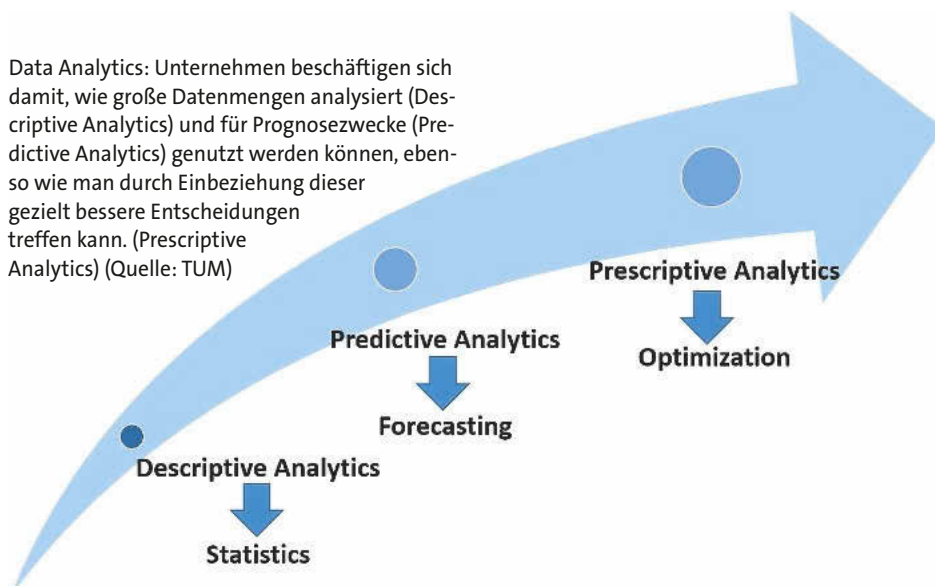 Data Analytics: Unternehmen beschäftigen sich
damit, wie große Datenmengen analysiert (Des-
criptive Analytics) und für Prognosezwecke (Pre-
dictive Analytics) genutzt werden können, eben-
so wie man durch Einbeziehung dieser
gezielt bessere Entscheidungen
treffen kann. (Prescriptive
Analytics) (Quelle: TUM)
Prescriptive Analytics
Optimization
Predictive Analytics
Forecasting
Descriptive Analytics
Statistics